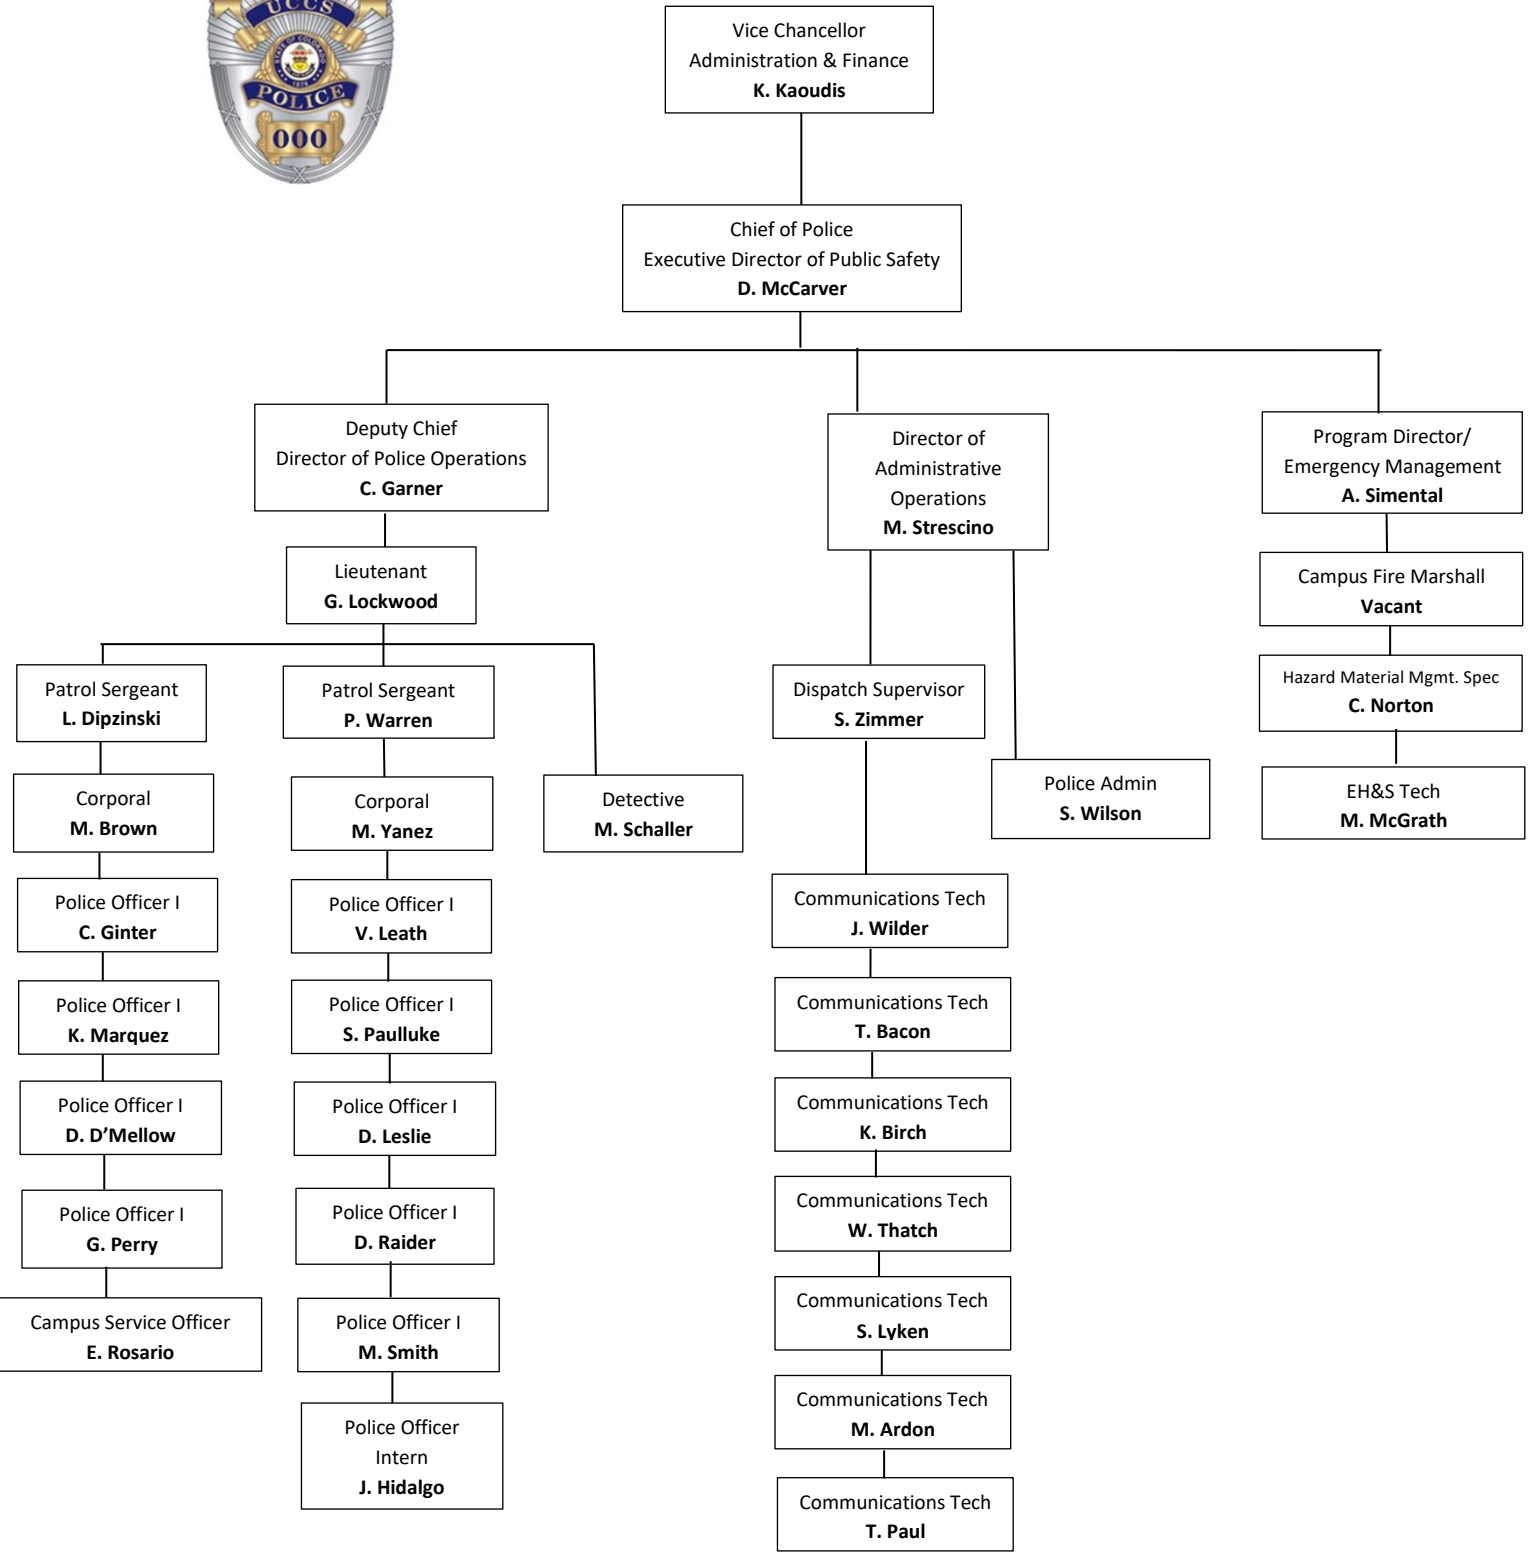 UCCS
STATE OF COLORADO
1876
POLICE
000
Vice Chancellor
Administration & Finance
K. Kaoudis
Chief of Police
Executive Director of Public Safety
D. McCarver
Deputy Chief
Director of Police Operations
C. Garner
Director of
Administrative
Operations
M. Strescino
Program Director/
Emergency Management
A. Simental
Lieutenant
G. Lockwood
Campus Fire Marshall
Vacant
Hazard Material Mgmt. Spec
C. Norton
EH&S Tech
M. McGrath
Patrol Sergeant
L. Dipzinski
Patrol Sergeant
P. Warren
Detective
M. Schaller
Dispatch Supervisor
S. Zimmer
Police Admin
S. Wilson
Corporal
M. Brown
Police Officer I
C. Ginter
Police Officer I
K. Marquez
Police Officer I
D. D’Mellow
Police Officer I
G. Perry
Campus Service Officer
E. Rosario
Corporal
M. Yanez
Police Officer I
V. Leath
Police Officer I
S. Paulluke
Police Officer I
D. Leslie
Police Officer I
D. Raider
Police Officer I
M. Smith
Police Officer
Intern
J. Hidalgo
Communications Tech
J. Wilder
Communications Tech
T. Bacon
Communications Tech
K. Birch
Communications Tech
W. Thatch
Communications Tech
S. Lyken
Communications Tech
M. Ardon
Communications Tech
T. Paul